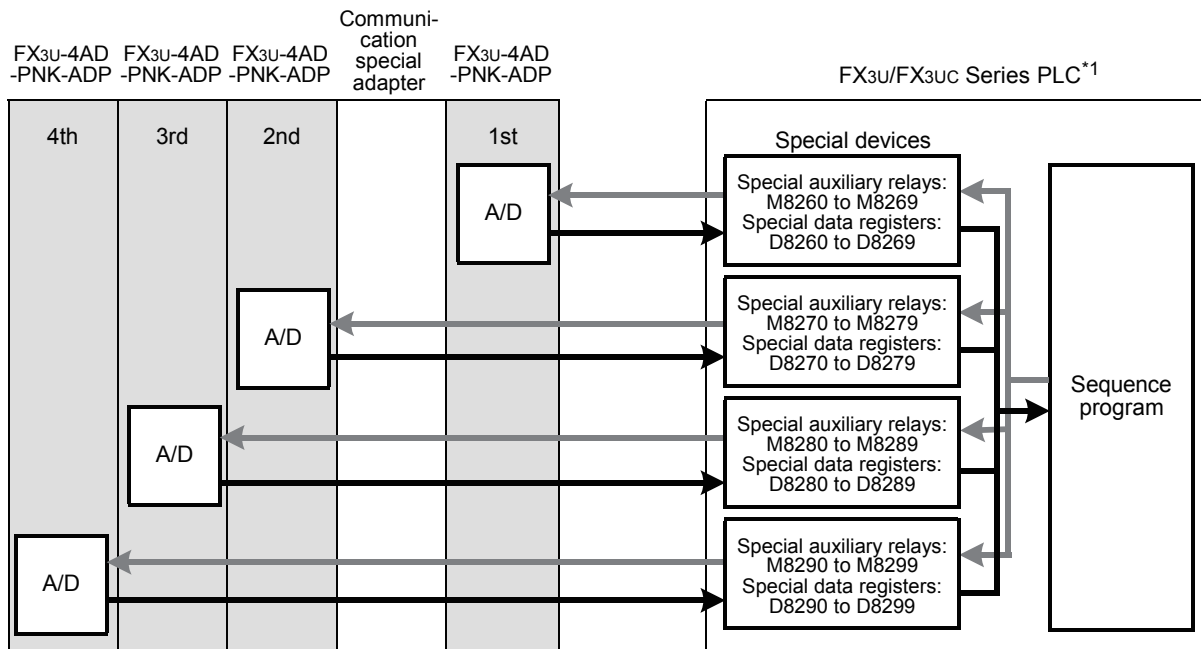 FX3U-4AD
-PNK-ADP
FX3U-4AD
-PNK-ADP
FX3U-4AD
-PNK-ADP
Communi-
cation
special
adapter
FX3U-4AD
-PNK-ADP
FX3U/FX3UC Series PLC*1
4th
3rd
2nd
1st
Special devices
A/D
Special auxiliary relays:
M8260 to M8269
Special data registers:
D8260 to D8269
A/D
Special auxiliary relays:
M8270 to M8279
Special data registers:
D8270 to D8279
A/D
Special auxiliary relays:
M8280 to M8289
Special data registers:
D8280 to D8289
A/D
Special auxiliary relays:
M8290 to M8299
Special data registers:
D8290 to D8299
Sequence
program